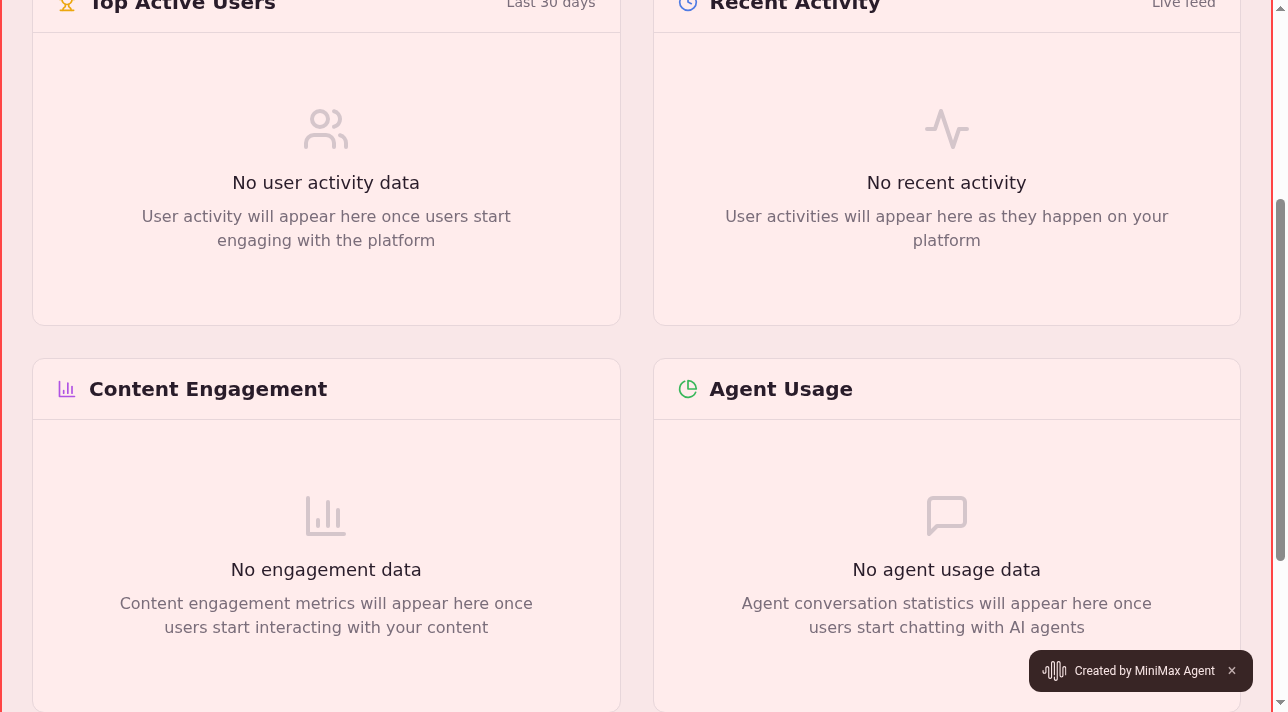 Top Active Users
Last 30 days
No user activity data
User activity will appear here once users start
engaging with the platform
Recent Activity
Live feed
No recent activity
User activities will appear here as they happen on your
platform
Content Engagement
No engagement data
Content engagement metrics will appear here once
users start interacting with your content
Agent Usage
No agent usage data
Agent conversation statistics will appear here once
users start chatting with AI agents
Created by MiniMax Agent